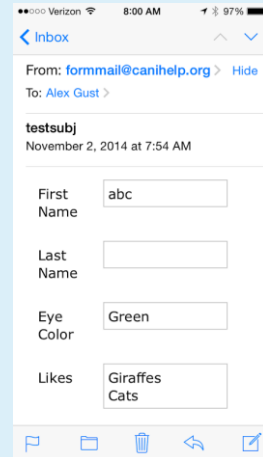 Verizon 8:00 AM 97%
Inbox
From: formmail@canihelp.org Hide
To: Alex Gust
testsubj
November 2, 2014 at 7:54 AM
First Name abc
Last Name
Eye Color Green
Likes Giraffes
Cats